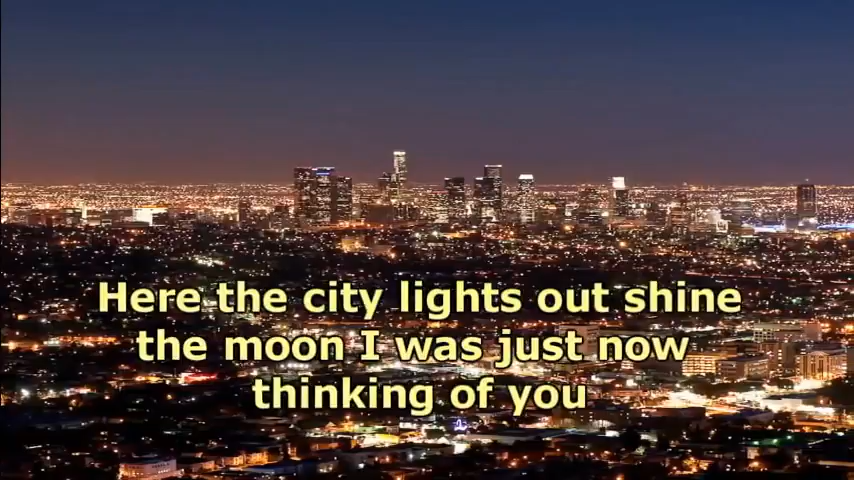 Here the city lights out shine
the moon I was just now
thinking of you